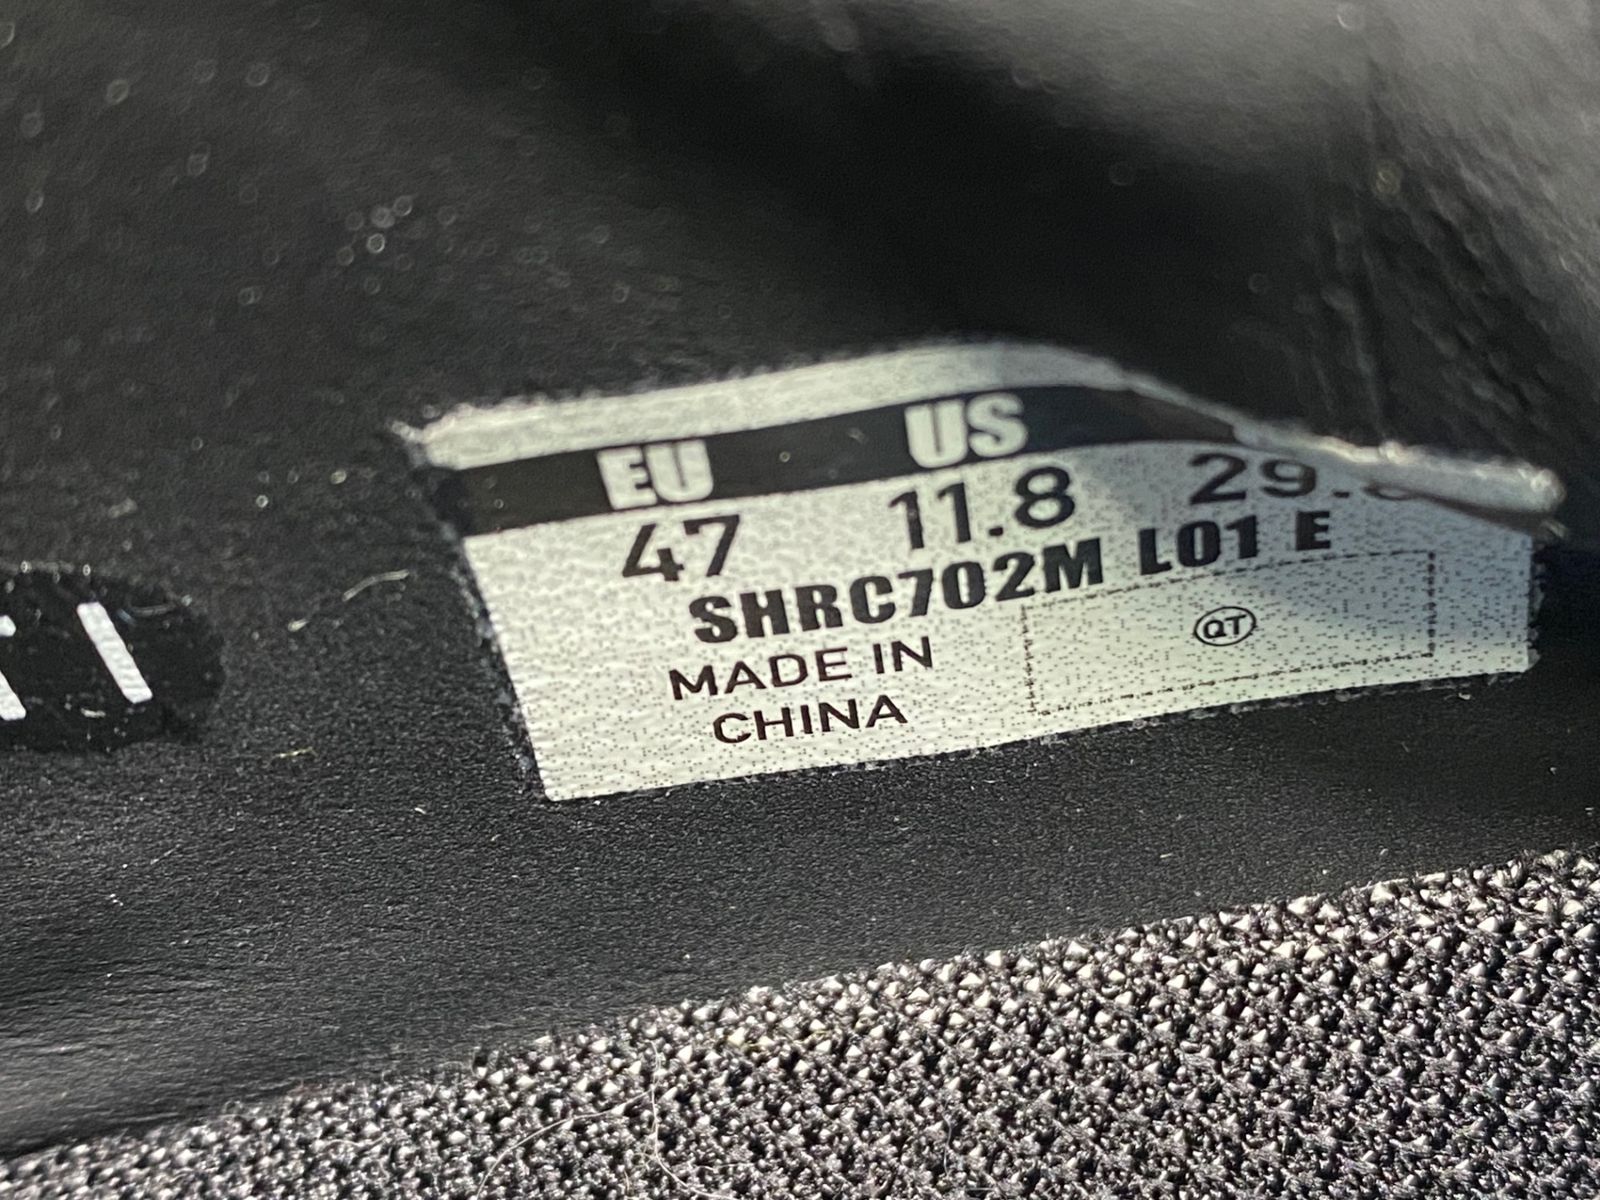 EU US
47 11.8
SHRC702M L01 E
MADE IN
CHINA
QT